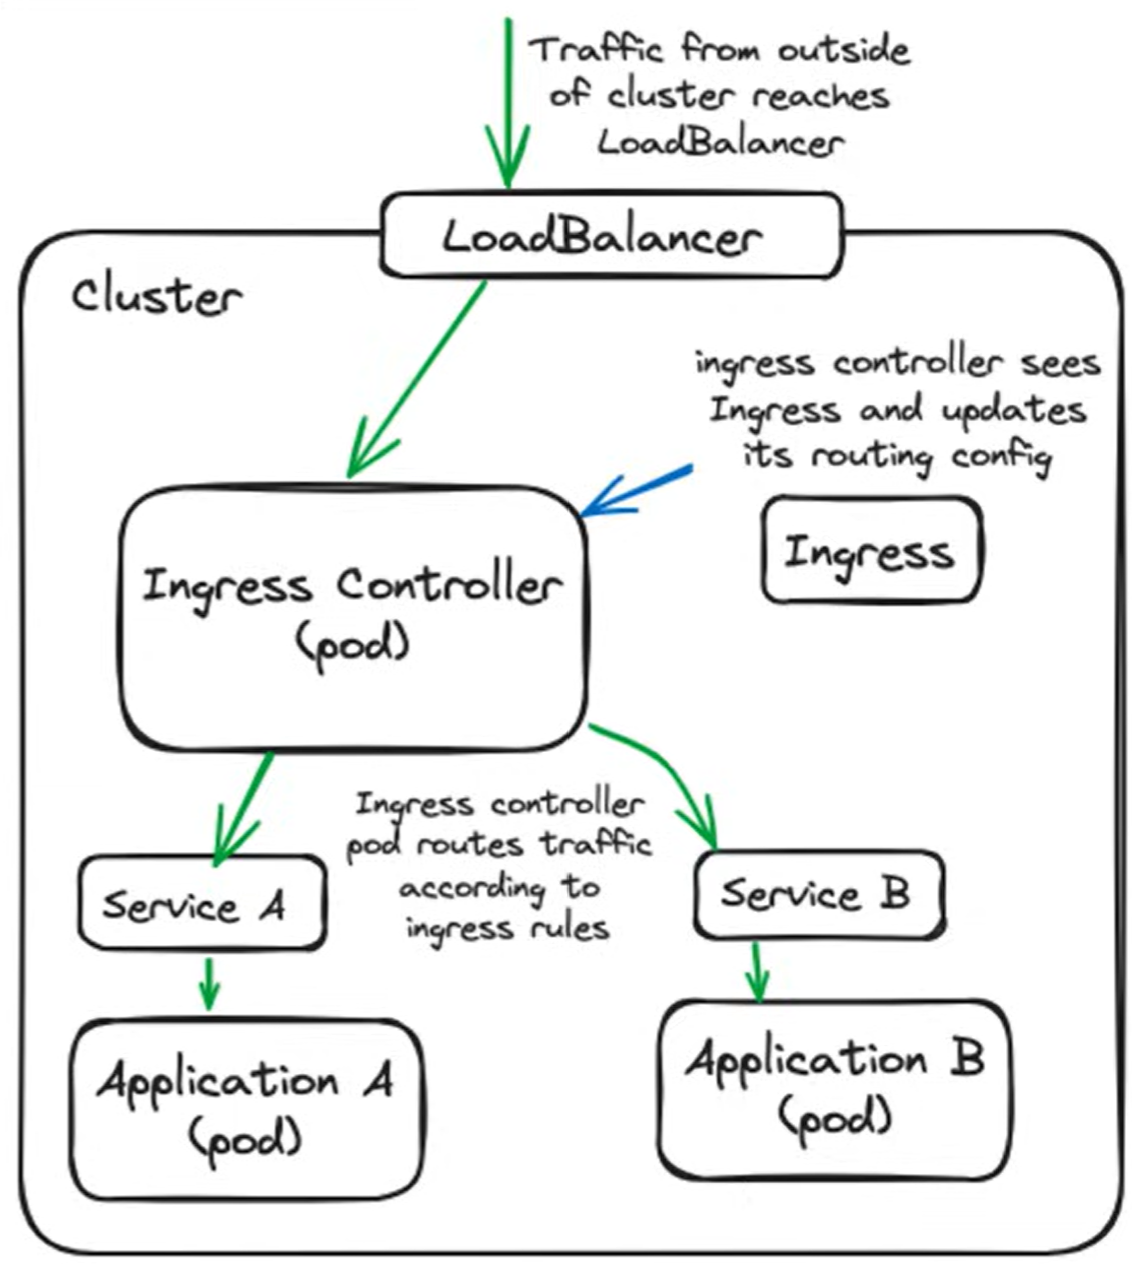 Traffic from outside
of cluster reaches
LoadBalancer
LoadBalancer
Cluster
ingress controller sees
Ingress and updates
its routing config
Ingress
Ingress Controller
(pod)
Ingress controller
pod routes traffic
according to
ingress rules
Service A
Service B
Application A
(pod)
Application B
(pod)